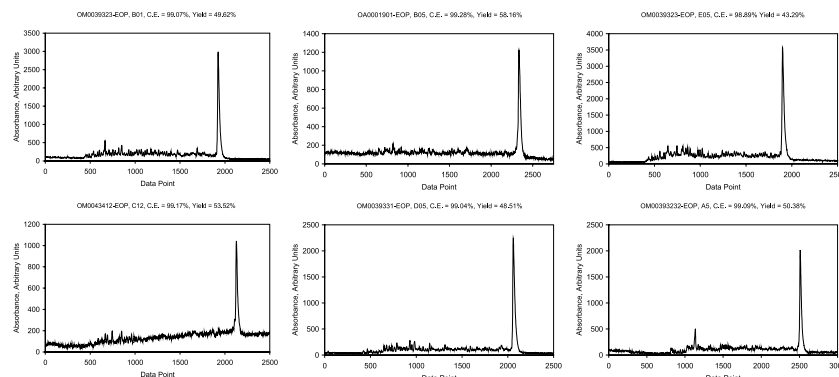 OM0039323-EOP, B01, C.E. = 99.07%, Yield = 49.62%
Absorbance, Arbitrary Units
3500
3000
2500
2000
1500
1000
500
0
0 500 1000 1500 2000 2500
Data Point
OA0001901-EOP, B05, C.E. = 99.28%, Yield = 58.16%
Absorbance, Arbitrary Units
1400
1200
1000
800
600
400
200
0
0 500 1000 1500 2000 2500
Data Point
OM0039323-EOP, E05, C.E. = 98.89% Yield = 43.29%
Absorbance, Arbitrary Units
4000
3500
3000
2500
2000
1500
1000
500
0
0 500 1000 1500 2000 2500
Data Point
OM0043412-EOP, C12, C.E. = 99.17%, Yield = 53.52%
Absorbance, Arbitrary Units
1200
1000
800
600
400
200
0
0 500 1000 1500 2000 2500
Data Point
OM0039331-EOP, D05, C.E. = 99.04%, Yield = 48.51%
Absorbance, Arbitrary Units
2500
2000
1500
1000
500
0
0 500 1000 1500 2000 2500
Data Point
OM00393232-EOP, A5, C.E. = 99.09%, Yield = 50.38%
Absorbance, Arbitrary Units
2500
2000
1500
1000
500
0
0 500 1000 1500 2000 2500 3000
Data Point